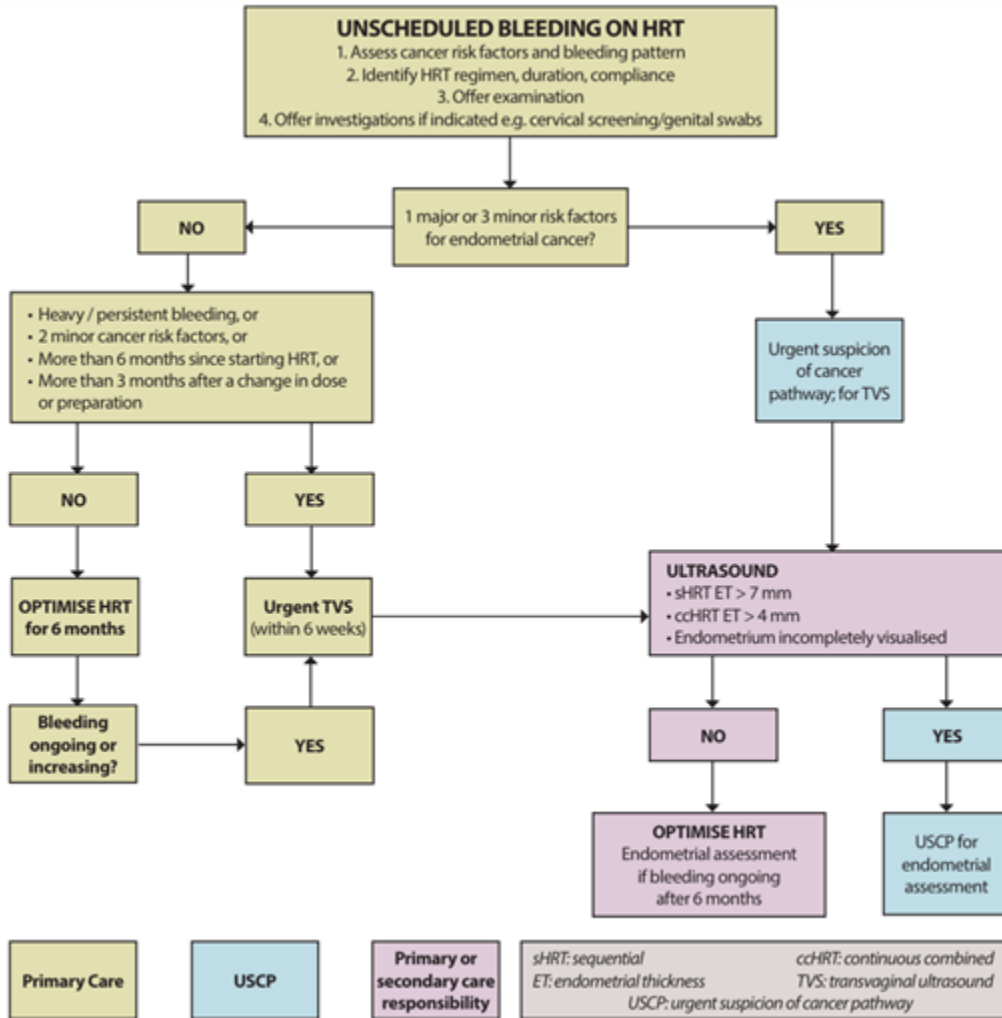 UNSCHEDULED BLEEDING ON HRT
1. Assess cancer risk factors and bleeding pattern
2. Identify HRT regimen, duration, compliance
3. Offer examination
4. Offer investigations if indicated e.g. cervical screening/genital swabs
1 major or 3 minor risk factors
for endometrial cancer?
NO
YES
• Heavy / persistent bleeding, or
• 2 minor cancer risk factors, or
• More than 6 months since starting HRT, or
• More than 3 months after a change in dose
or preparation
Urgent suspicion
of cancer
pathway; for TVS
NO
YES
OPTIMISE HRT
for 6 months
Urgent TVS
(within 6 weeks)
ULTRASOUND
• sHRT ET > 7 mm
• ccHRT ET > 4 mm
• Endometrium incompletely visualised
Bleeding
ongoing or
increasing?
YES
NO
YES
OPTIMISE HRT
Endometrial assessment
if bleeding ongoing
after 6 months
USCP for
endometrial
assessment
Primary Care
USCP
Primary or
secondary care
responsibility
sHRT: sequential ccHRT: continuous combined
ET: endometrial thickness TVS: transvaginal ultrasound
USCP: urgent suspicion of cancer pathway